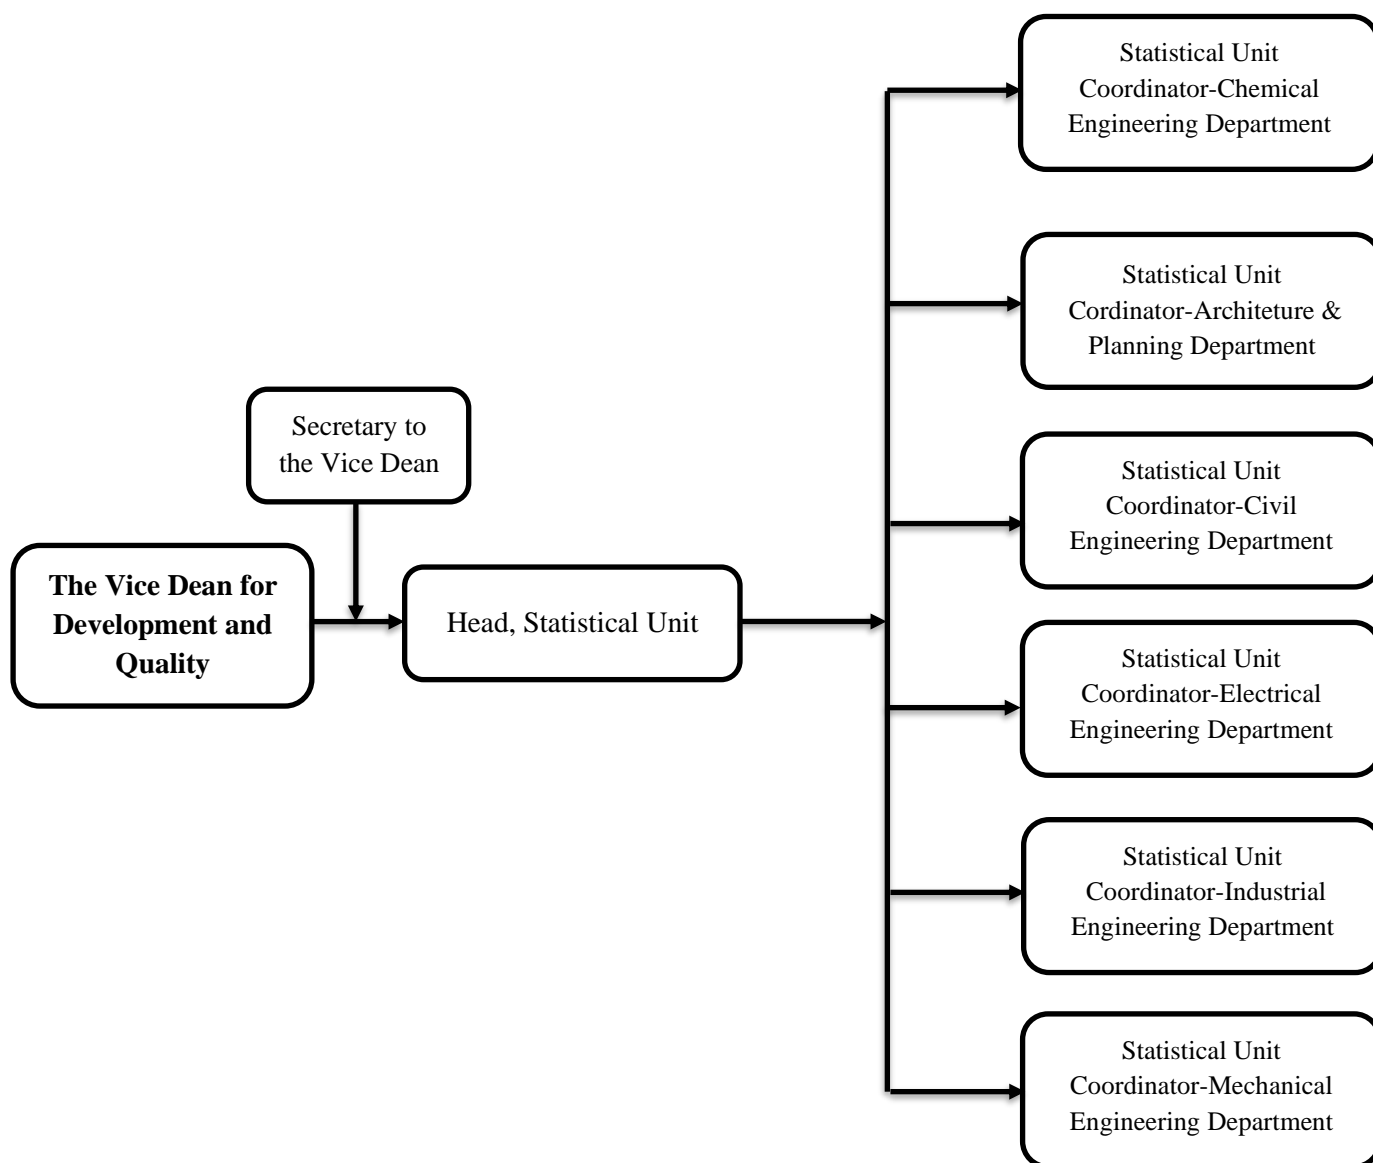 The Vice Dean for
Development and
Quality
Secretary to
the Vice Dean
Head, Statistical Unit
Statistical Unit
Coordinator-Chemical
Engineering Department
Statistical Unit
Cordinator-Architeture &
Planning Department
Statistical Unit
Coordinator-Civil
Engineering Department
Statistical Unit
Coordinator-Electrical
Engineering Department
Statistical Unit
Coordinator-Industrial
Engineering Department
Statistical Unit
Coordinator-Mechanical
Engineering Department